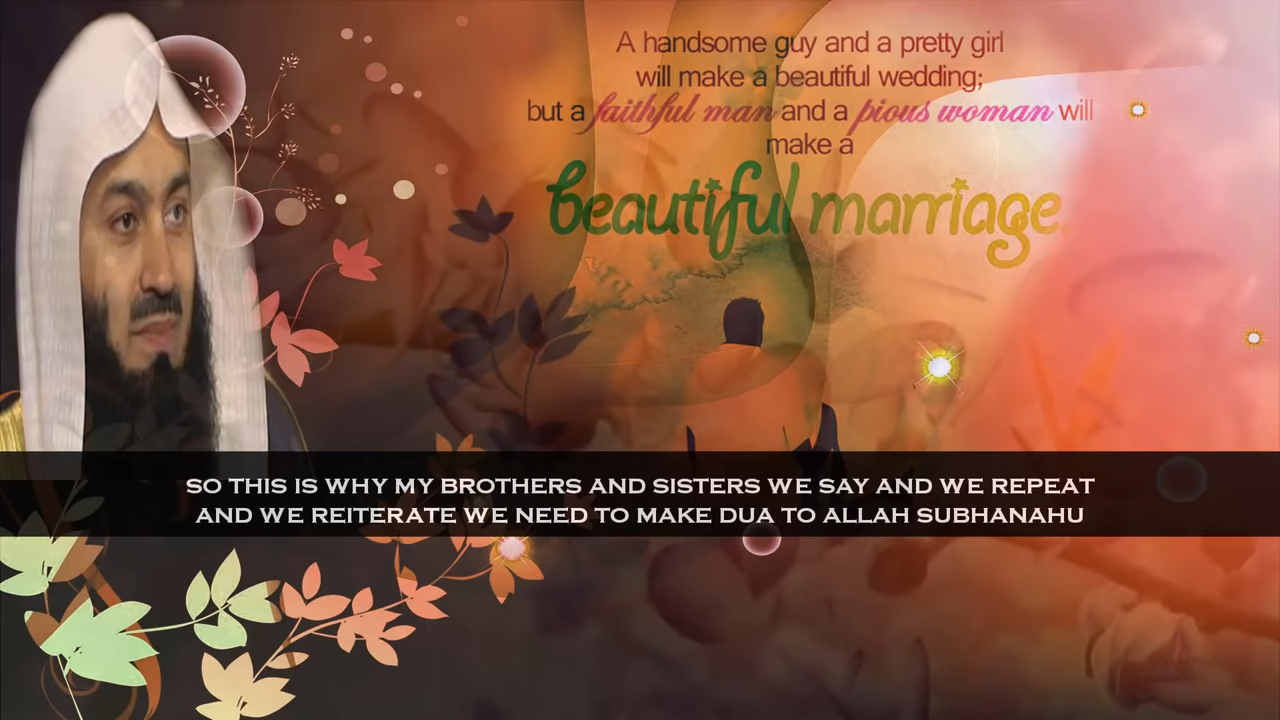 A handsome guy and a pretty girl
will make a beautiful wedding;
but a faithful man and a pious woman will
make a
beautiful marriage.
SO THIS IS WHY MY BROTHERS AND SISTERS WE SAY AND WE REPEAT
AND WE REITERATE WE NEED TO MAKE DUA TO ALLAH SUBHANAHU